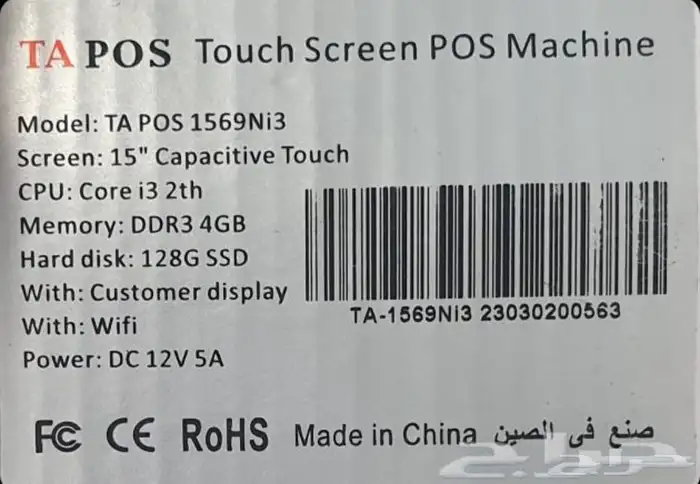 TA POS Touch Screen POS Machine
Model: TA POS 1569Ni3
Screen: 15" Capacitive Touch
CPU: Core i3 2th
Memory: DDR3 4GB
Hard disk: 128G SSD
With: Customer display
With: Wifi
Power: DC 12V 5A
TA-1569Ni3 23030200563
FC CE RoHS Made in China صنع في الصين
حراج